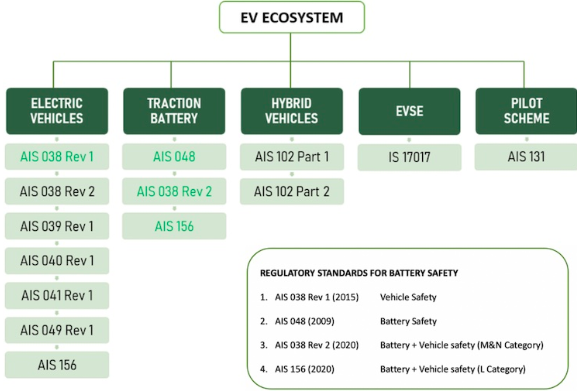 EV ECOSYSTEM
ELECTRIC
VEHICLES
AIS 038 Rev 1
AIS 038 Rev 2
AIS 039 Rev 1
AIS 040 Rev 1
AIS 041 Rev 1
AIS 049 Rev 1
AIS 156
TRACTION
BATTERY
AIS 048
AIS 038 Rev 2
AIS 156
HYBRID
VEHICLES
AIS 102 Part 1
AIS 102 Part 2
EVSE
IS 17017
PILOT
SCHEME
AIS 131
REGULATORY STANDARDS FOR BATTERY SAFETY
1. AIS 038 Rev 1 (2015) Vehicle Safety
2. AIS 048 (2009) Battery Safety
3. AIS 038 Rev 2 (2020) Battery + Vehicle safety (M&N Category)
4. AIS 156 (2020) Battery + Vehicle safety (L Category)